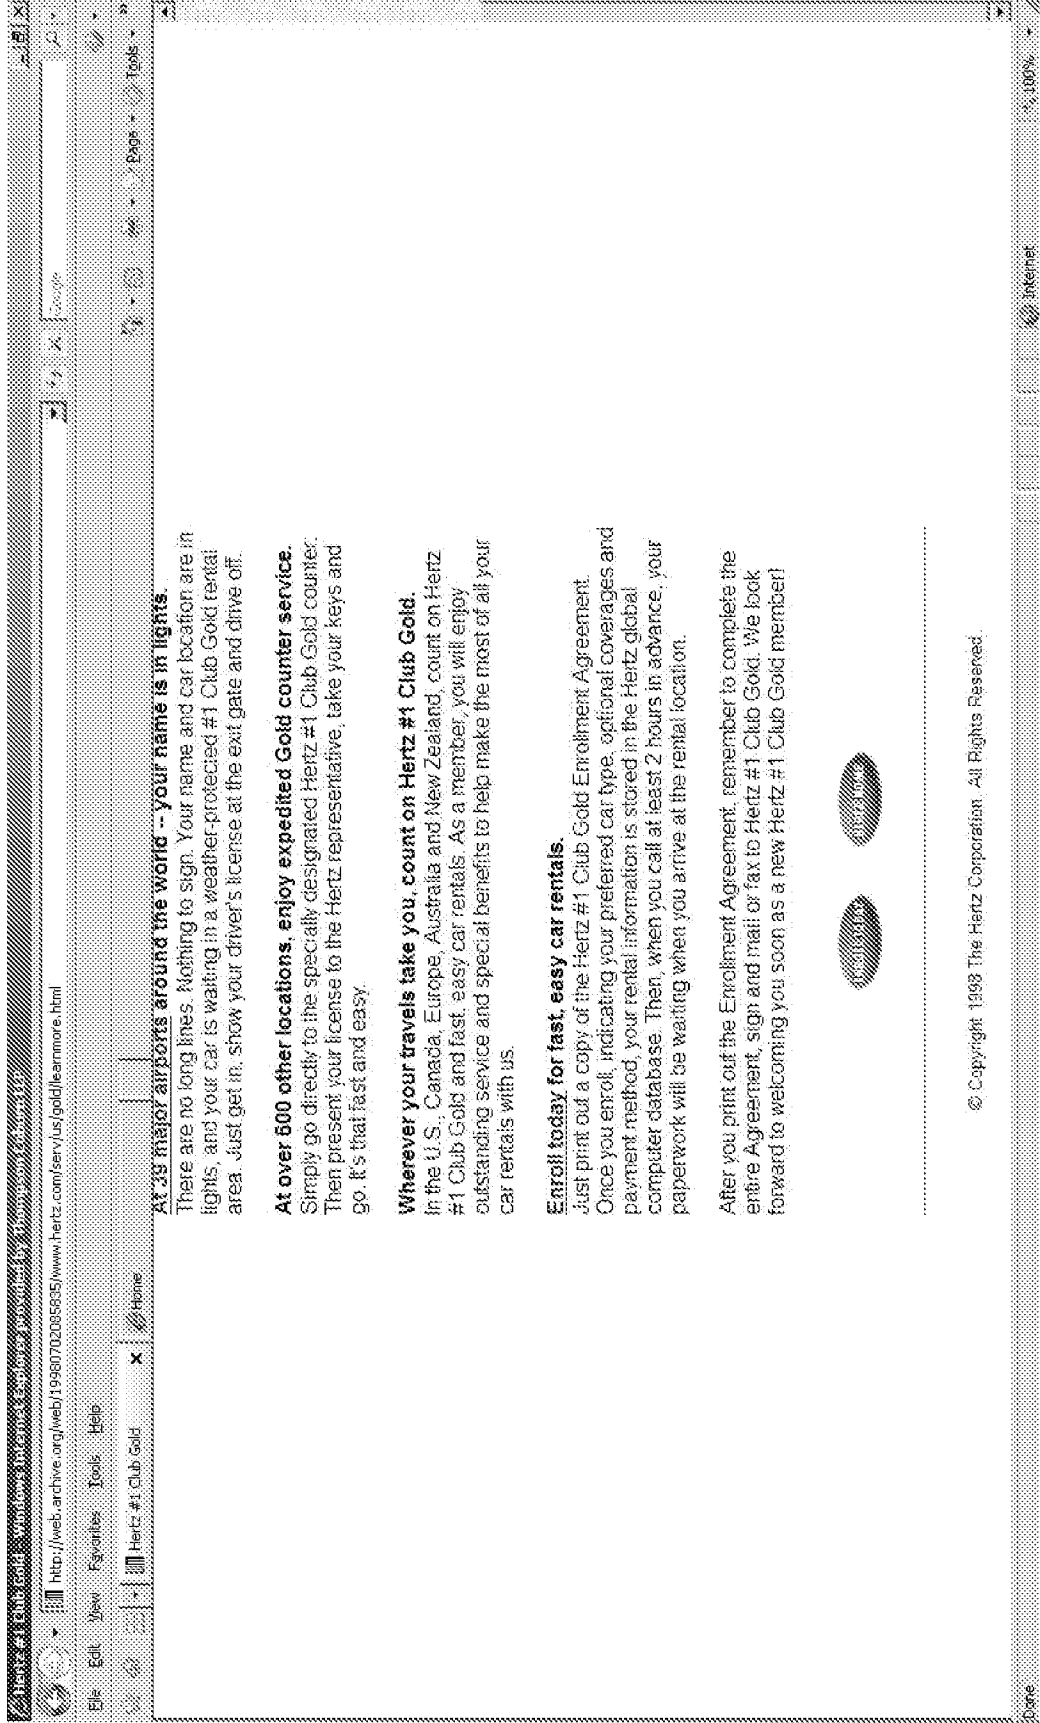 Hertz #1 Club Gold - Windows Internet Explorer provided by
http://web.archive.org/web/19980702085835/www.hertz.com/serv/us/gold/learnmore.html
Google
File Edit View Favorites Tools Help
Hertz #1 Club Gold
Home
Page Tools
At 39 major airports around the world -- your name is in lights.
There are no long lines. Nothing to sign. Your name and car location are in
lights, and your car is waiting in a weather-protected #1 Club Gold rental
area. Just get in, show your driver's license at the exit gate and drive off.
At over 600 other locations, enjoy expedited Gold counter service.
Simply go directly to the specially designated Hertz #1 Club Gold counter.
Then present your license to the Hertz representative, take your keys and
go. It's that fast and easy.
Wherever your travels take you, count on Hertz #1 Club Gold.
In the U.S., Canada, Europe, Australia and New Zealand, count on Hertz
#1 Club Gold and fast, easy car rentals. As a member, you will enjoy
outstanding service and special benefits to help make the most of all your
car rentals with us.
Enroll today for fast, easy car rentals.
Just print out a copy of the Hertz #1 Club Gold Enrollment Agreement.
Once you enroll, indicating your preferred car type, optional coverages and
payment method, your rental information is stored in the Hertz global
computer database. Then, when you call at least 2 hours in advance, your
paperwork will be waiting when you arrive at the rental location.
After you print out the Enrollment Agreement, remember to complete the
entire Agreement, sign and mail or fax to Hertz #1 Club Gold. We look
forward to welcoming you soon as a new Hertz #1 Club Gold member!
© Copyright 1998 The Hertz Corporation. All Rights Reserved.
Done
Internet
100%